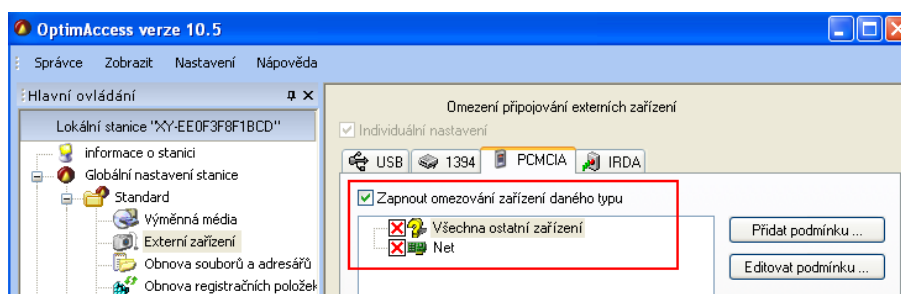 OptimAccess verze 10.5
Správce Zobrazit Nastavení Nápověda
Hlavní ovládání
Lokální stanice "XY-EE0F3F8F1BCD"
informace o stanici
Globální nastavení stanice
Standard
Výměnná média
Externí zařízení
Obnova souborů a adresářů
Obnova registračních položek
Omezení připojování externích zařízení
Individuální nastavení
USB 1394 PCMCIA IRDA
Zapnout omezování zařízení daného typu
Všechna ostatní zařízení
Net
Přidat podmínku ...
Editovat podmínku ...